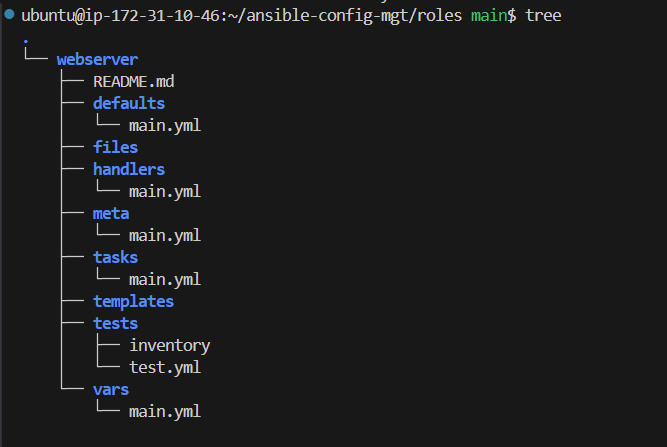 ubuntu@ip-172-31-10-46:~/ansible-config-mgt/roles main$ tree
.
└── webserver
    ├── README.md
    ├── defaults
    │   └── main.yml
    ├── files
    ├── handlers
    │   └── main.yml
    ├── meta
    │   └── main.yml
    ├── tasks
    │   └── main.yml
    ├── templates
    ├── tests
    │   ├── inventory
    │   └── test.yml
    └── vars
        └── main.yml